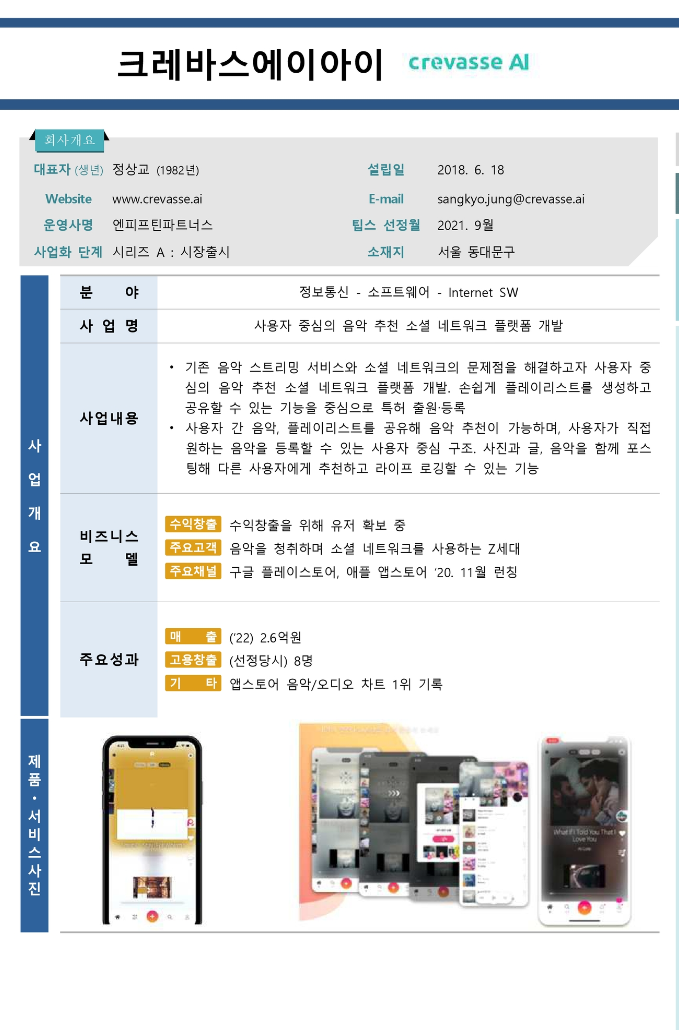 크레바스에이아이 crevasse AI
회사개요
대표자 (생년) 정상교 (1982년) 설립일 2018. 6. 18
Website www.crevasse.ai E-mail sangkyo.jung@crevasse.ai
운영사명 엔피프틴파트너스 팁스 선정월 2021. 9월
사업화 단계 시리즈 A : 시장출시 소재지 서울 동대문구
사업개요
분 야 정보통신 - 소프트웨어 - Internet SW
사 업 명 사용자 중심의 음악 추천 소셜 네트워크 플랫폼 개발
사업내용
• 기존 음악 스트리밍 서비스와 소셜 네트워크의 문제점을 해결하고자 사용자 중
심의 음악 추천 소셜 네트워크 플랫폼 개발. 손쉽게 플레이리스트를 생성하고
공유할 수 있는 기능을 중심으로 특허 출원·등록
• 사용자 간 음악, 플레이리스트를 공유해 음악 추천이 가능하며, 사용자가 직접
원하는 음악을 등록할 수 있는 사용자 중심 구조. 사진과 글, 음악을 함께 포스
팅해 다른 사용자에게 추천하고 라이프 로깅할 수 있는 기능
비즈니스
모 델
수익창출 수익창출을 위해 유저 확보 중
주요고객 음악을 청취하며 소셜 네트워크를 사용하는 Z세대
주요채널 구글 플레이스토어, 애플 앱스토어 '20. 11월 런칭
주요성과
매 출 ('22) 2.6억원
고용창출 (선정당시) 8명
기 타 앱스토어 음악/오디오 차트 1위 기록
제품·서비스사진
What If I Told You That I
Love You